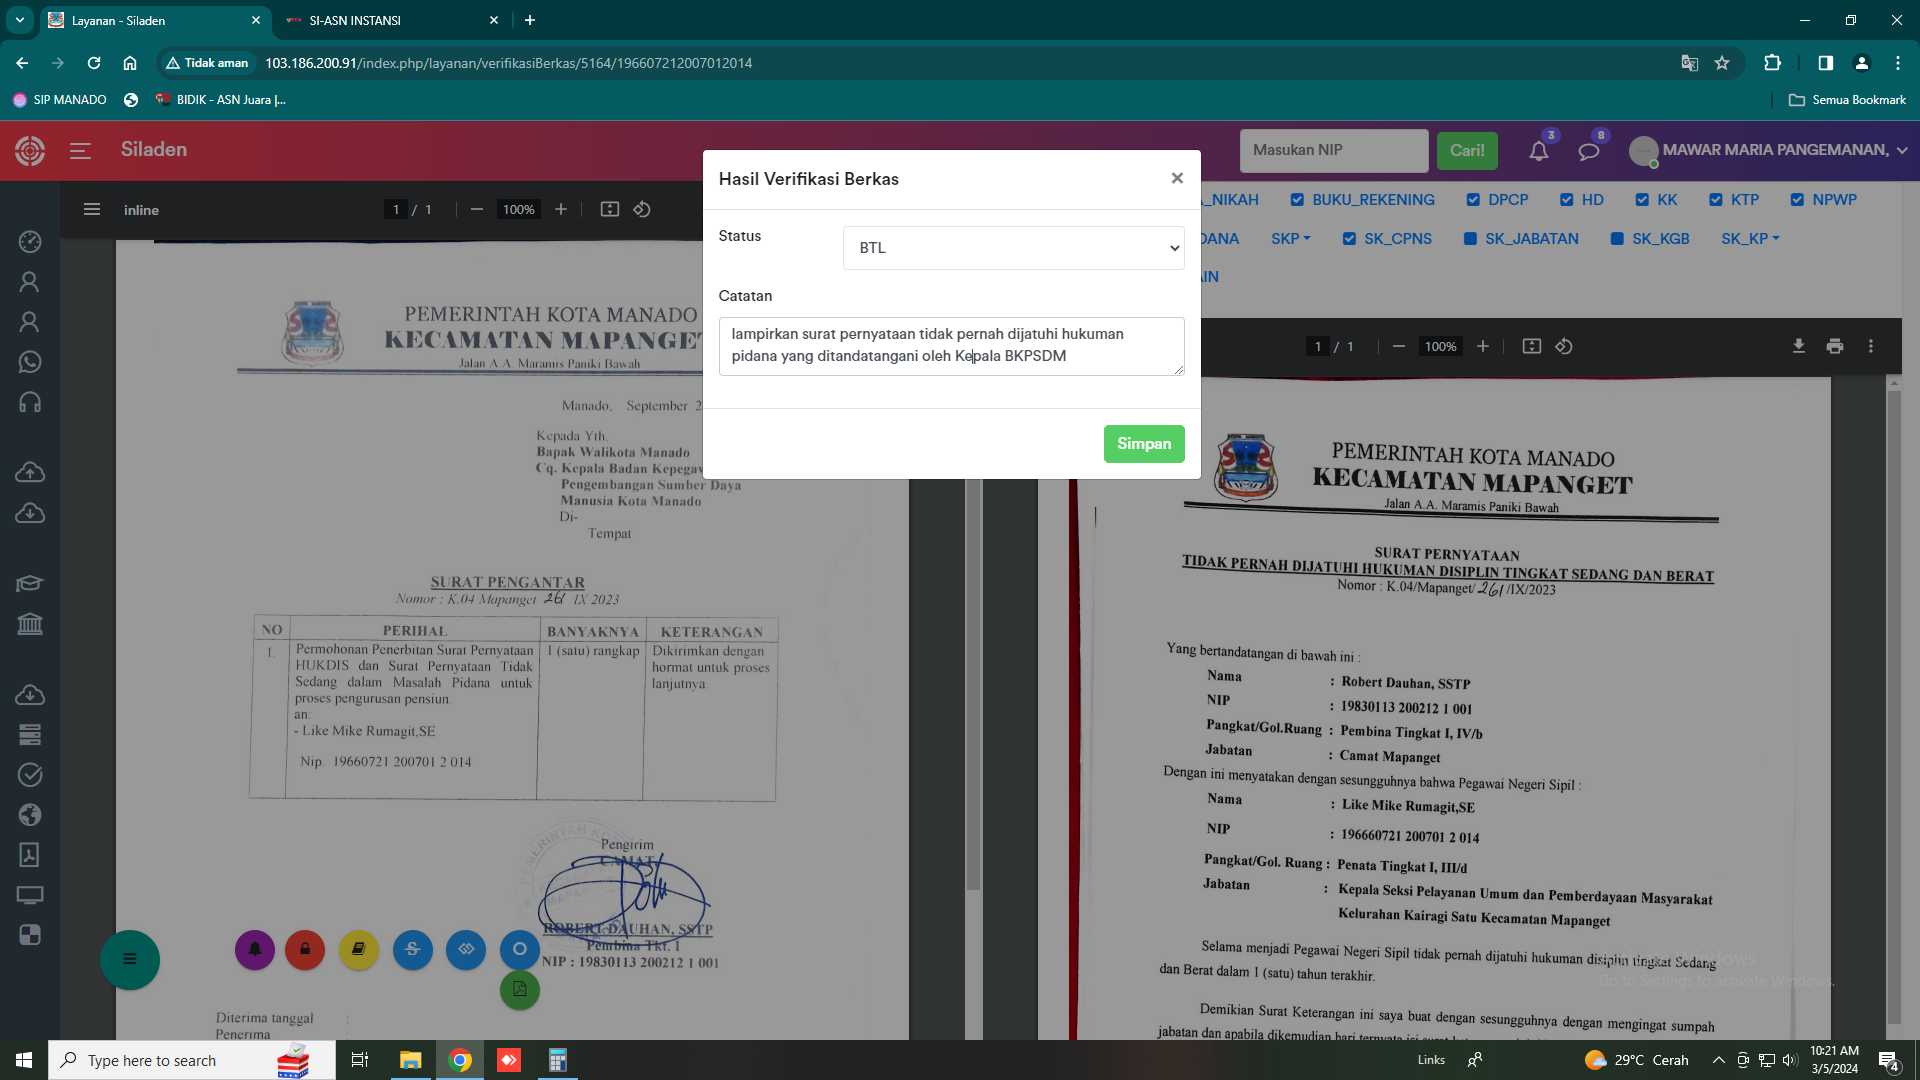 Layanan - Siladen
SI-ASN INSTANSI
Tidak aman
103.186.200.91/index.php/layanan/verifikasiBerkas/5164/196607212007012014
SIP MANADO
BIDIK - ASN Juara |...
Semua Bookmark
Siladen
Masukan NIP
Cari!
3
8
MAWAR MARIA PANGEMANAN,
inline
1 / 1
100%
Hasil Verifikasi Berkas
Status
BTL
Catatan
lampirkan surat pernyataan tidak pernah dijatuhi hukuman
pidana yang ditandatangani oleh Kepala BKPSDM
Simpan
_NIKAH
BUKU_REKENING
DPCP
HD
KK
KTP
NPWP
DANA
SKP
SK_CPNS
SK_JABATAN
SK_KGB
SK_KP
AIN
1 / 1
100%
PEMERINTAH KOTA MANADO
KECAMATAN MAPANGET
Jalan A.A. Maramis Paniki Bawah
Manado, September 2
Kepada Yth.
Bapak Walikota Manado
Cq. Kepala Badan Kepegaw
Pengembangan Sumber Daya
Manusia Kota Manado
Di-
Tempat
SURAT PENGANTAR
Nomor : K.04 Mapanget 261 IX 2023
NO PERIHAL BANYAKNYA KETERANGAN
1. Permohonan Penerbitan Surat Pernyataan 1 (satu) rangkap Dikirimkan dengan
HUKDIS dan Surat Pernyataan Tidak hormat untuk proses
Sedang dalam Masalah Pidana untuk lanjutnya.
proses pengurusan pensiun.
an:
- Like Mike Rumagit,SE
Nip. 19660721 200701 2 014
Pengirim
CAMAT
ROBERT DAUHAN, SSTP
Pembina Tkt. I
NIP : 19830113 200212 1 001
Diterima tanggal :
Penerima
PEMERINTAH KOTA MANADO
KECAMATAN MAPANGET
Jalan A.A. Maramis Paniki Bawah
SURAT PERNYATAAN
TIDAK PERNAH DIJATUHI HUKUMAN DISIPLIN TINGKAT SEDANG DAN BERAT
Nomor : K.04/Mapanget/261/IX/2023
Yang bertandatangan di bawah ini :
Nama : Robert Dauhan, SSTP
NIP : 19830113 200212 1 001
Pangkat/Gol.Ruang : Pembina Tingkat I, IV/b
Jabatan : Camat Mapanget
Dengan ini menyatakan dengan sesungguhnya bahwa Pegawai Negeri Sipil :
Nama : Like Mike Rumagit,SE
NIP : 196660721 200701 2 014
Pangkat/Gol. Ruang : Penata Tingkat I, III/d
Jabatan : Kepala Seksi Pelayanan Umum dan Pemberdayaan Masyarakat
Kelurahan Kairagi Satu Kecamatan Mapanget
Selama menjadi Pegawai Negeri Sipil tidak pernah dijatuhi hukuman disiplin tingkat Sedang
dan Berat dalam 1 (satu) tahun terakhir.
Demikian Surat Keterangan ini saya buat dengan sesungguhnya dengan mengingat sumpah
jabatan dan apabila dikemudian hari ternyata isi surat
Go to Settings to activate Windows.
Type here to search
Links
29°C Cerah
10:21 AM
3/5/2024
4